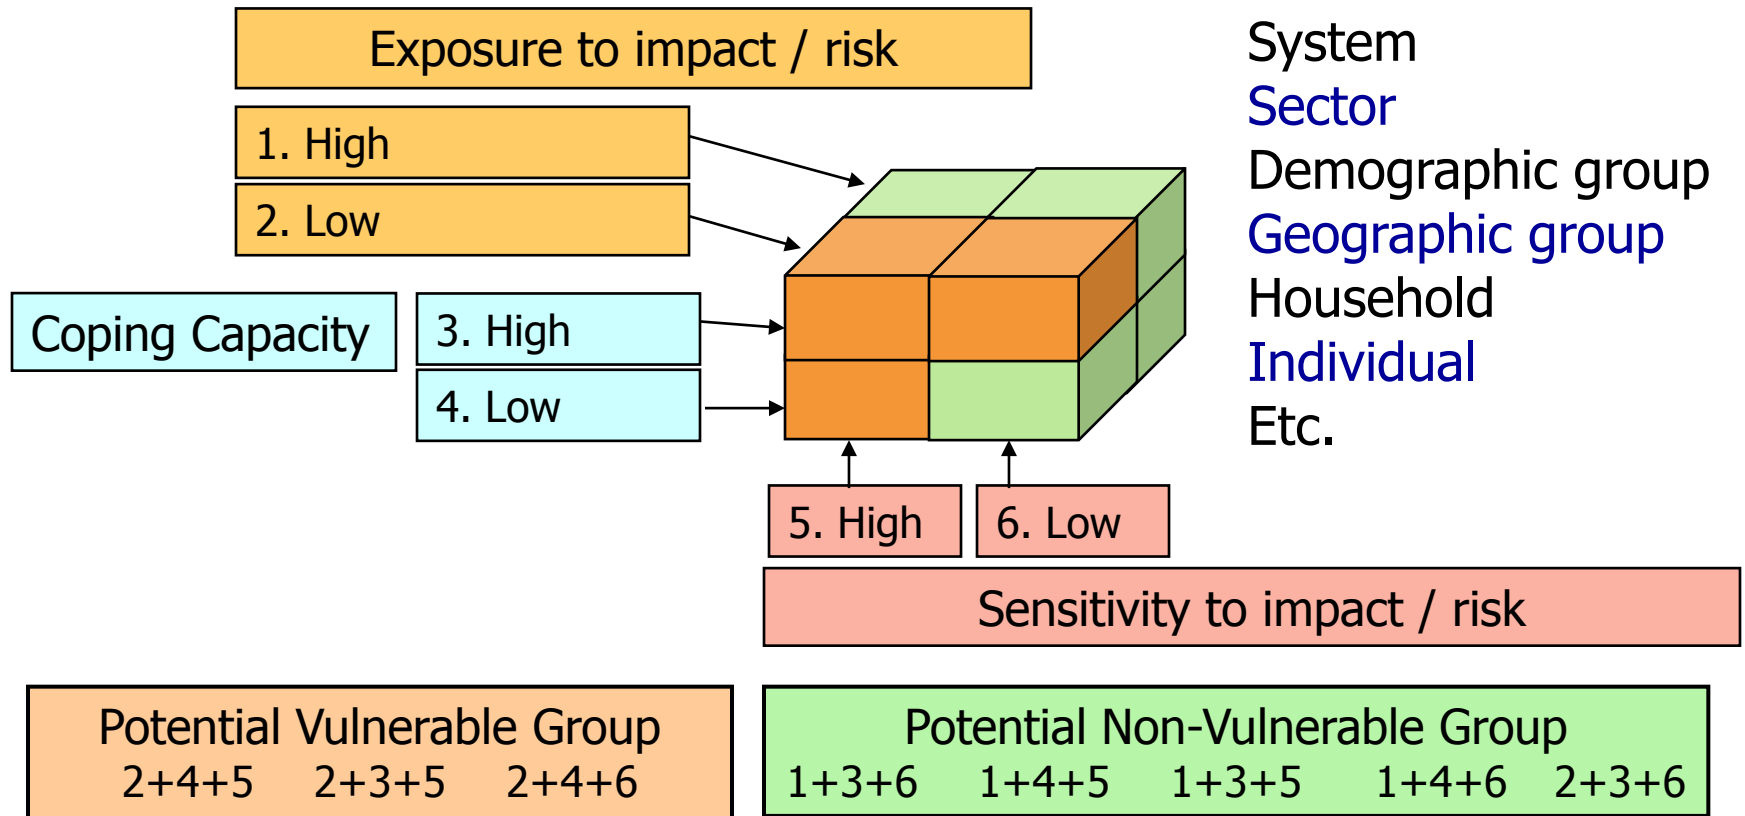 Exposure to impact / risk
1. High
2. Low
Coping Capacity
3. High
4. Low
5. High
6. Low
Sensitivity to impact / risk
System
Sector
Demographic group
Geographic group
Household
Individual
Etc.
Potential Vulnerable Group
2+4+5 2+3+5 2+4+6
Potential Non-Vulnerable Group
1+3+6 1+4+5 1+3+5 1+4+6 2+3+6